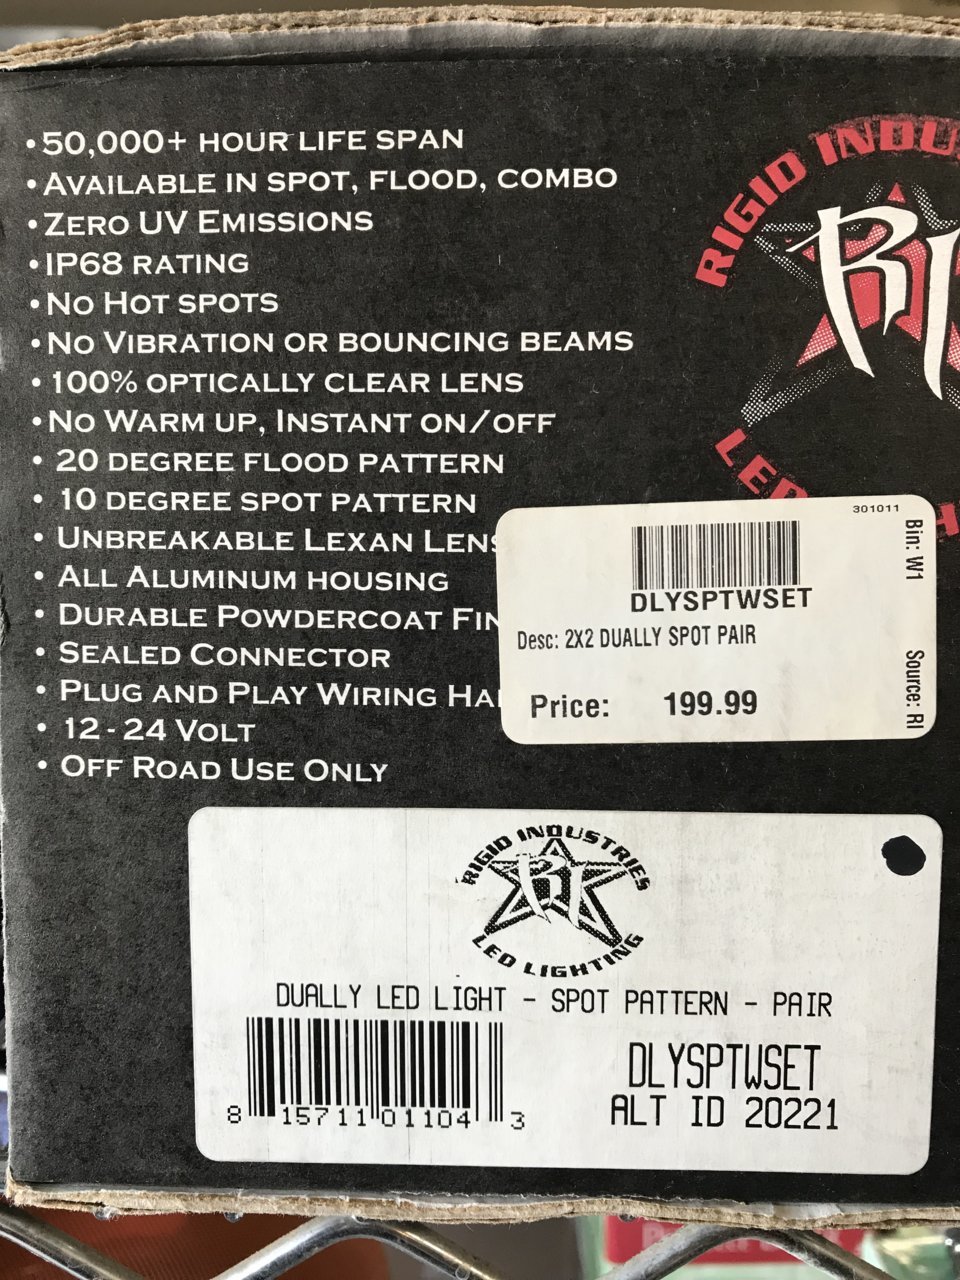 • 50,000+ HOUR LIFE SPAN
• AVAILABLE IN SPOT, FLOOD, COMBO
• ZERO UV EMISSIONS
• IP68 RATING
• NO HOT SPOTS
• NO VIBRATION OR BOUNCING BEAMS
• 100% OPTICALLY CLEAR LENS
• NO WARM UP, INSTANT ON/OFF
• 20 DEGREE FLOOD PATTERN
• 10 DEGREE SPOT PATTERN
• UNBREAKABLE LEXAN LENS
• ALL ALUMINUM HOUSING
• DURABLE POWDERCOAT FIN
• SEALED CONNECTOR
• PLUG AND PLAY WIRING HA
• 12-24 VOLT
• OFF ROAD USE ONLY
RIGID INDUS
RI
LED
301011
DLYSPTWSET
Desc: 2X2 DUALLY SPOT PAIR
Price: 199.99
Bin: W1
Source: RI
RIGID INDUSTRIES
RI
LED LIGHTING
DUALLY LED LIGHT - SPOT PATTERN - PAIR
8 15711 01104 3
DLYSPTWSET
ALT ID 20221